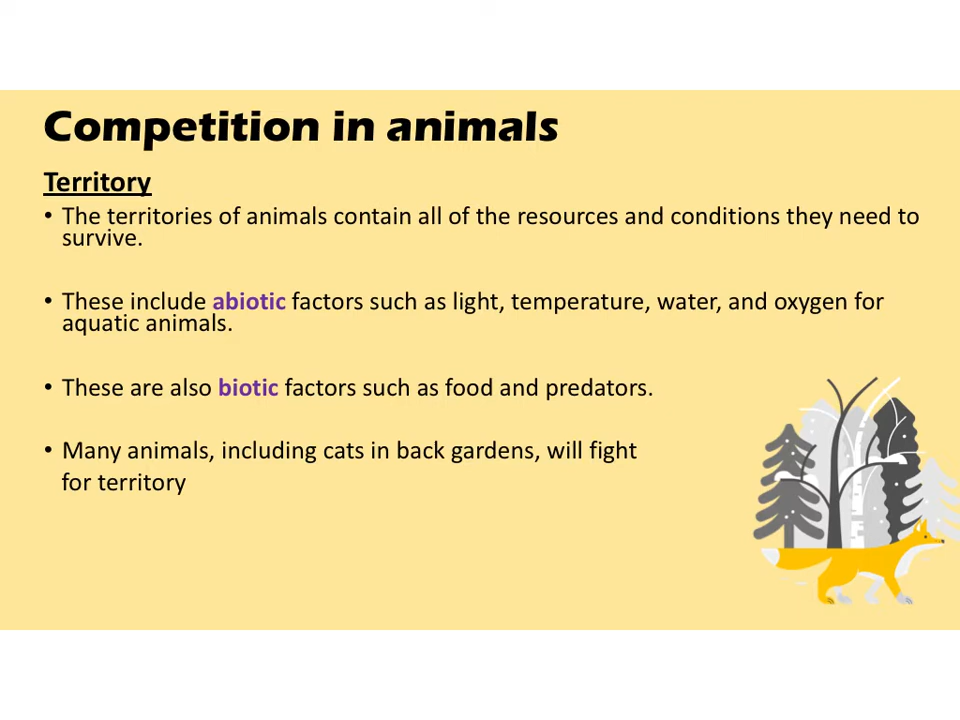 Competition in animals
Territory
• The territories of animals contain all of the resources and conditions they need to
survive.
• These include abiotic factors such as light, temperature, water, and oxygen for
aquatic animals.
• These are also biotic factors such as food and predators.
• Many animals, including cats in back gardens, will fight
for territory